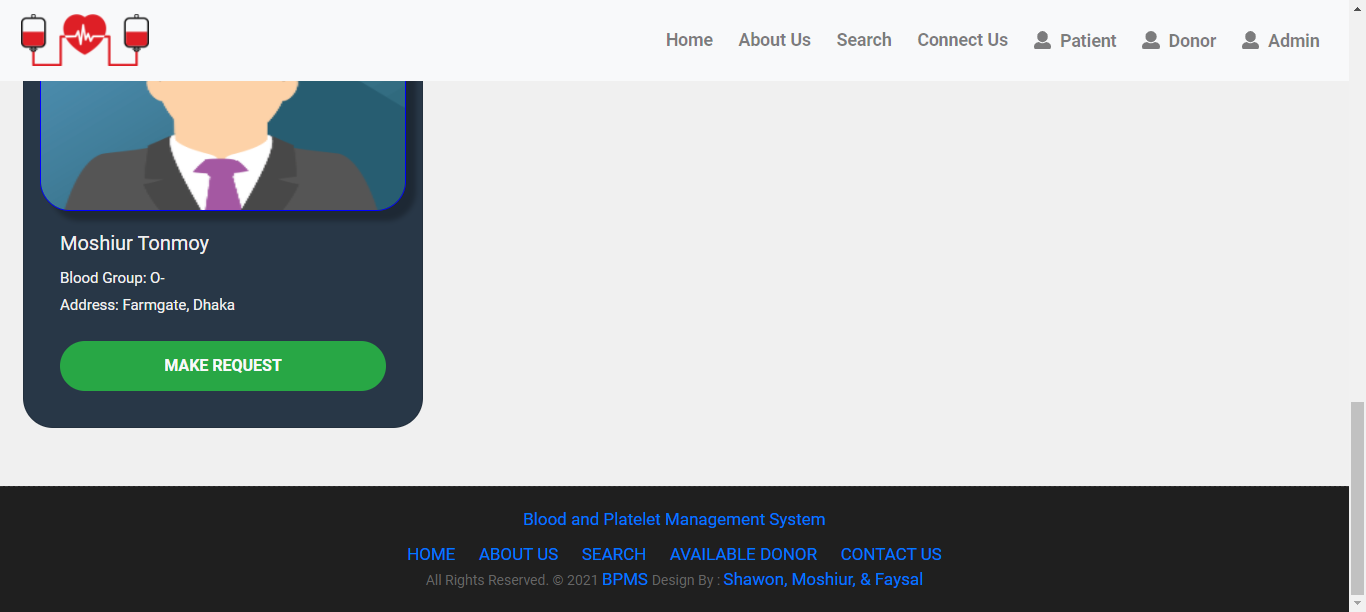 Home About Us Search Connect Us Patient Donor Admin
Moshiur Tonmoy
Blood Group: O-
Address: Farmgate, Dhaka
MAKE REQUEST
Blood and Platelet Management System
HOME ABOUT US SEARCH AVAILABLE DONOR CONTACT US
All Rights Reserved. © 2021 BPMS Design By : Shawon, Moshiur, & Faysal